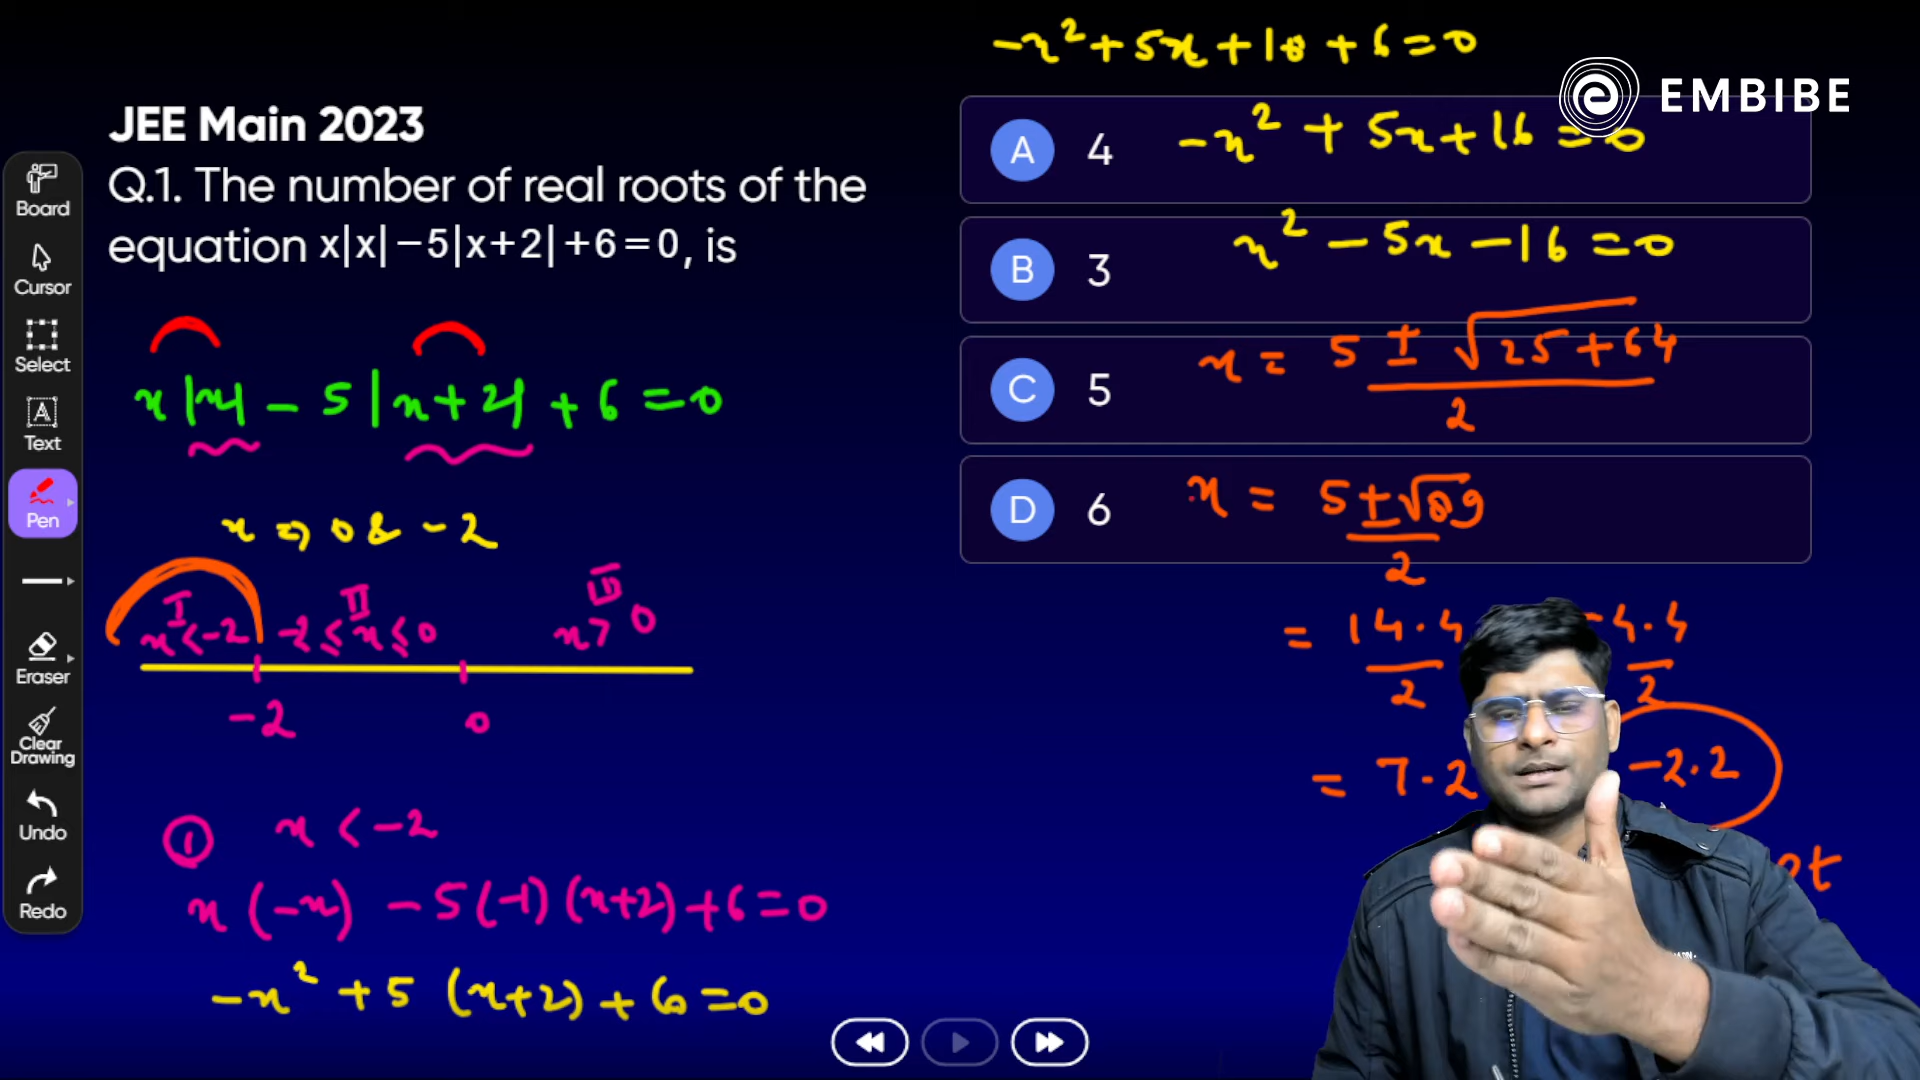 EMBIBE
Board
Cursor
Select
Text
Pen
Eraser
Clear
Drawing
Undo
Redo
JEE Main 2023
Q.1. The number of real roots of the
equation x|x|−5|x+2|+6=0, is
A 4
B 3
C 5
D 6
x|x| - 5|x+2| + 6 = 0
x ⇒ 0 & -2
I II III
x<-2 -2≤x≤0 x>0
-2 0
① x < -2
x(-x) - 5(-1)(x+2)+6=0
-x² + 5(x+2) + 6 = 0
-x² + 5x + 10 + 6 = 0
-x² + 5x + 16 = 0
x² - 5x - 16 = 0
x = 5 ± √25+64
2
x = 5±√89
2
= 14.4 -4.4
2 2
= 7.2 -2.2